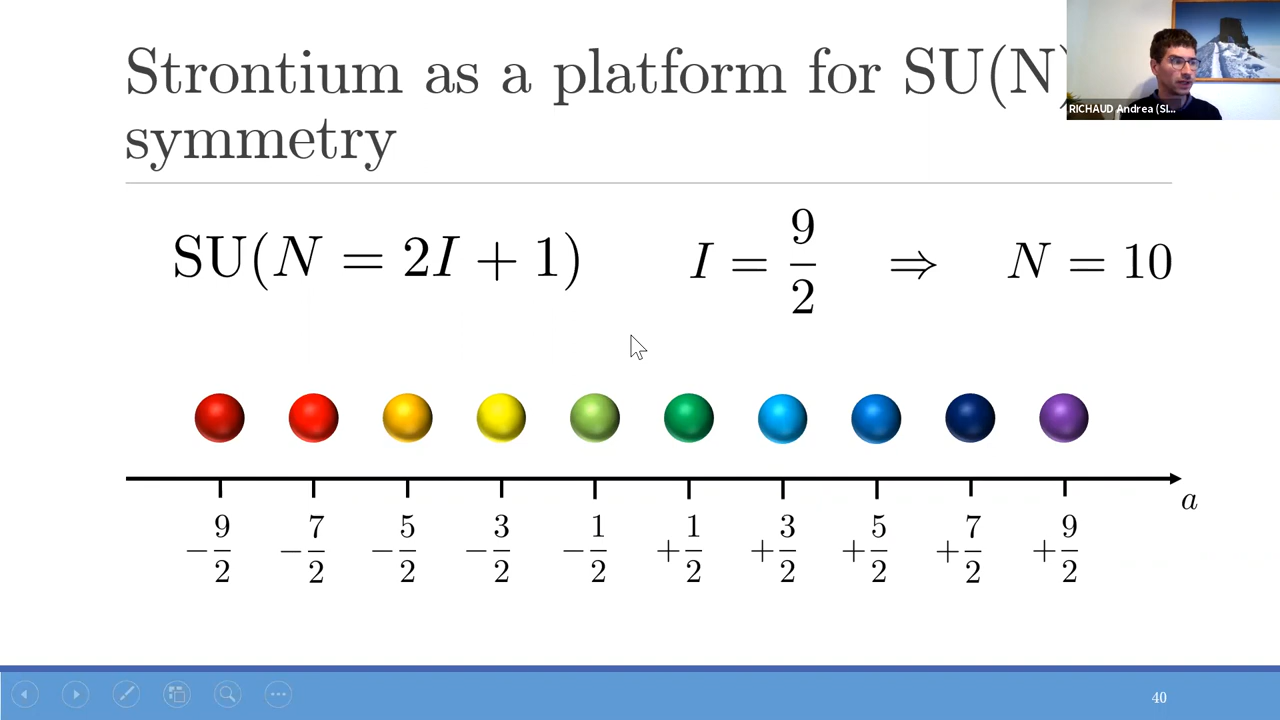 Strontium as a platform for SU(N)
symmetry
RICHAUD Andrea (SI...
SU(N = 2I + 1) I = 9/2 ⇒ N = 10
a
−9/2 −7/2 −5/2 −3/2 −1/2 +1/2 +3/2 +5/2 +7/2 +9/2
40